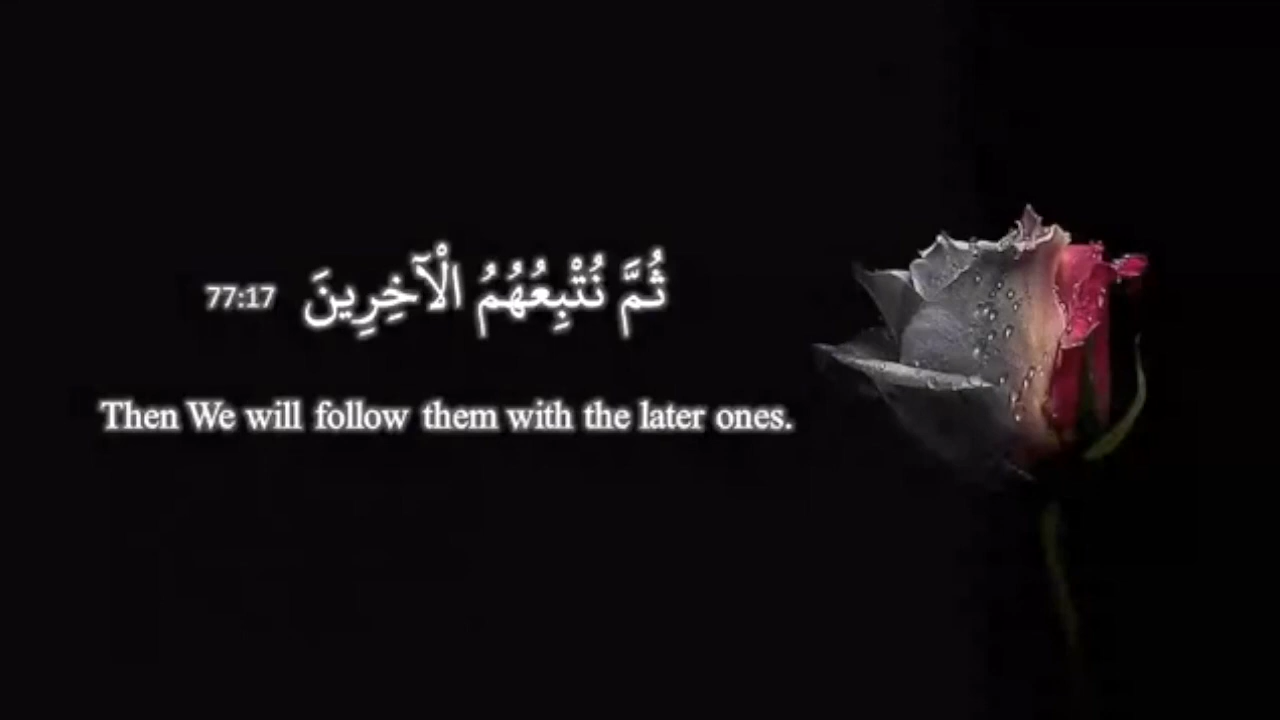 ثُمَّ نُتْبِعُهُمُ الْآخِرِينَ 77:17
Then We will follow them with the later ones.